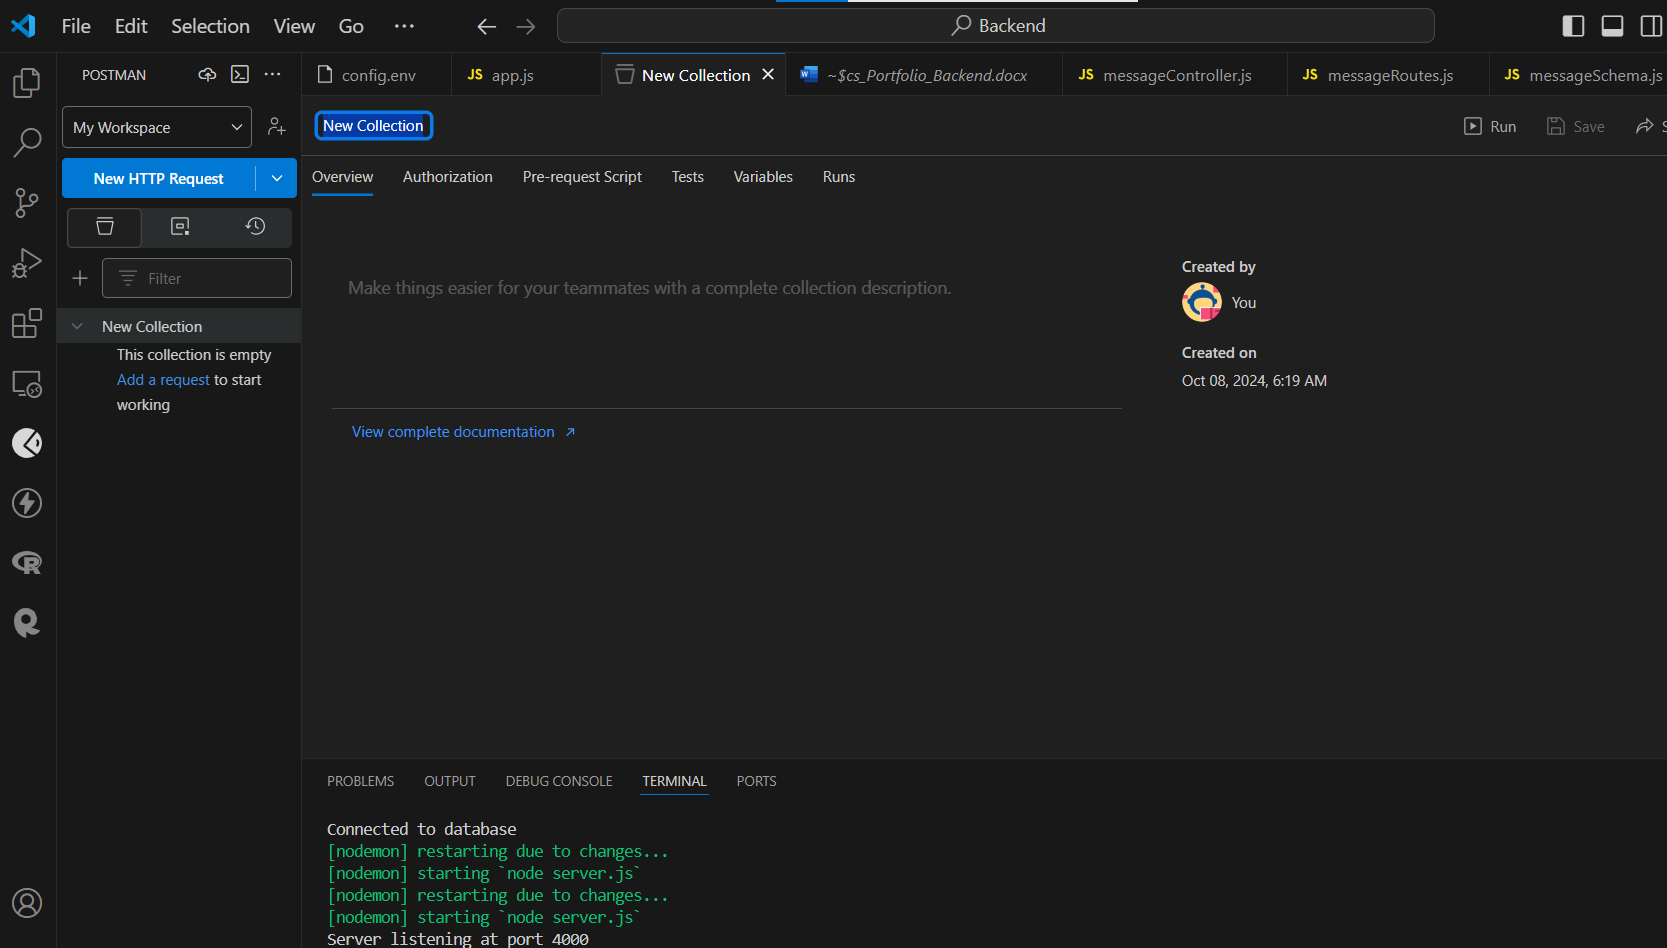 File Edit Selection View Go ... Backend
POSTMAN
config.env
JS app.js
New Collection
~$cs_Portfolio_Backend.docx
JS messageController.js
JS messageRoutes.js
JS messageSchema.js
My Workspace
New Collection
Run
Save
S
New HTTP Request
Overview Authorization Pre-request Script Tests Variables Runs
Filter
New Collection
This collection is empty
Add a request to start
working
Make things easier for your teammates with a complete collection description.
View complete documentation
Created by
You
Created on
Oct 08, 2024, 6:19 AM
PROBLEMS OUTPUT DEBUG CONSOLE TERMINAL PORTS
Connected to database
[nodemon] restarting due to changes...
[nodemon] starting `node server.js`
[nodemon] restarting due to changes...
[nodemon] starting `node server.js`
Server listening at port 4000